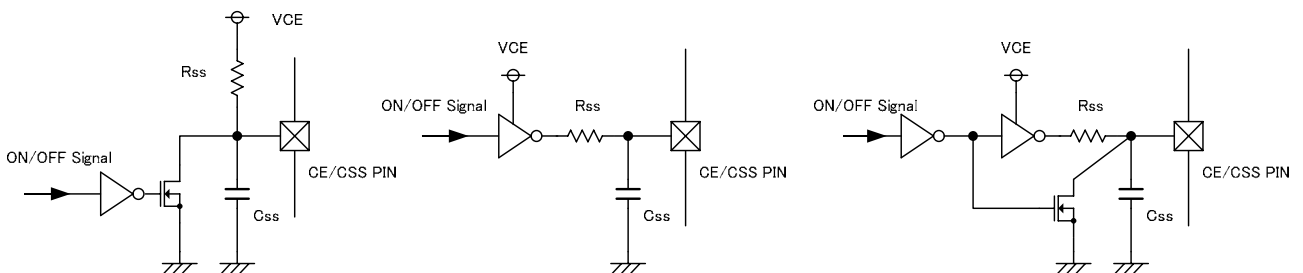 VCE
Rss
ON/OFF Signal
CE/CSS PIN
Css
VCE
ON/OFF Signal
Rss
CE/CSS PIN
Css
VCE
ON/OFF Signal
Rss
CE/CSS PIN
Css